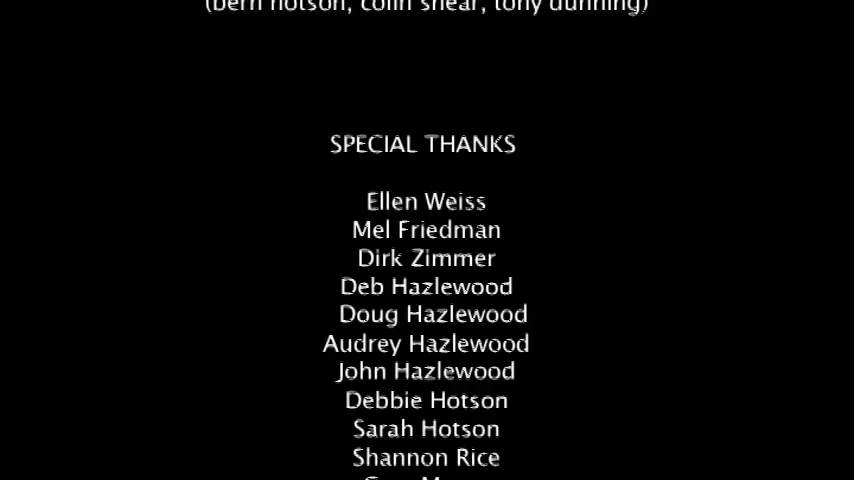 (bern hotson, colin shear, tony dunning)
SPECIAL THANKS
Ellen Weiss
Mel Friedman
Dirk Zimmer
Deb Hazlewood
Doug Hazlewood
Audrey Hazlewood
John Hazlewood
Debbie Hotson
Sarah Hotson
Shannon Rice